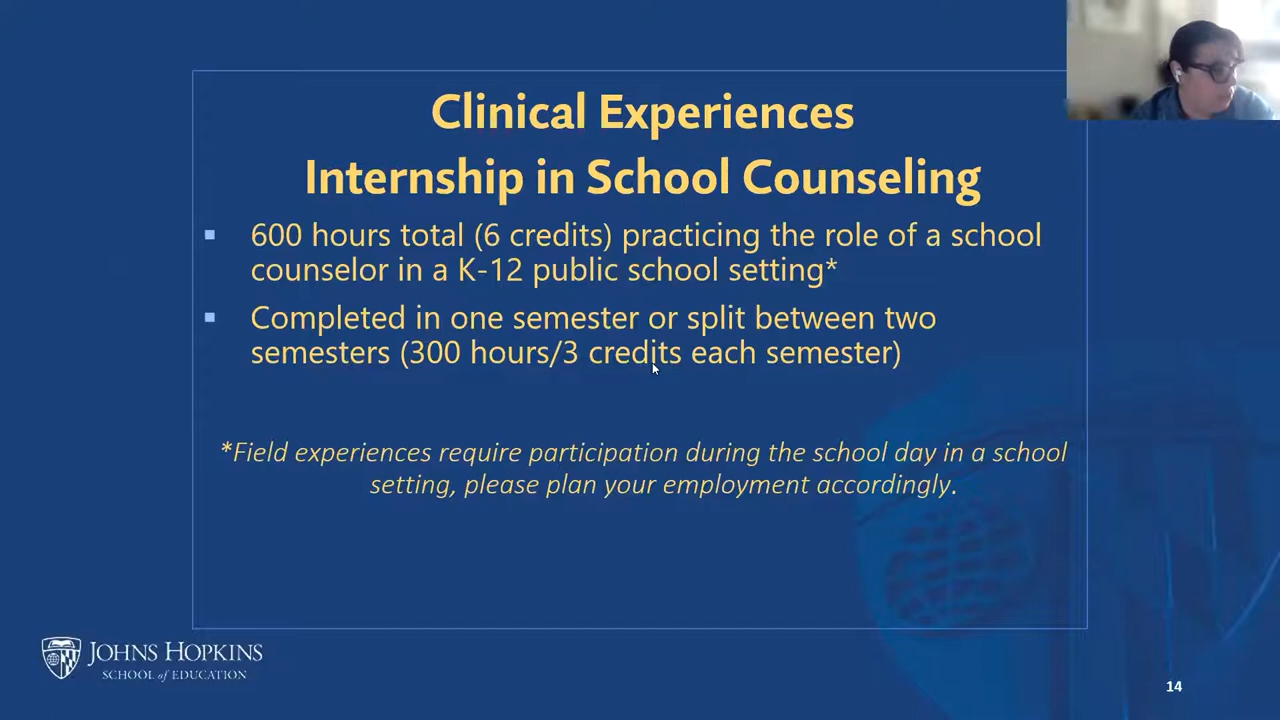 Clinical Experiences
Internship in School Counseling
▪ 600 hours total (6 credits) practicing the role of a school
counselor in a K-12 public school setting*
▪ Completed in one semester or split between two
semesters (300 hours/3 credits each semester)
*Field experiences require participation during the school day in a school
setting, please plan your employment accordingly.
JOHNS HOPKINS
SCHOOL of EDUCATION
14